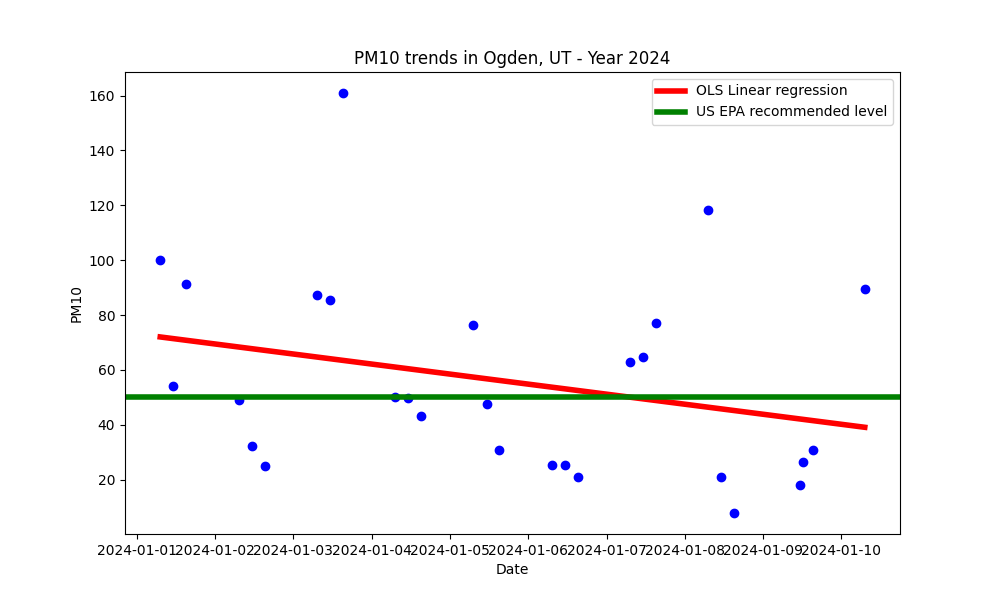 PM10 trends in Ogden, UT - Year 2024
OLS Linear regression
US EPA recommended level
PM10
160
140
120
100
80
60
40
20
2024-01-01 2024-01-02 2024-01-03 2024-01-04 2024-01-05 2024-01-06 2024-01-07 2024-01-08 2024-01-09 2024-01-10
Date